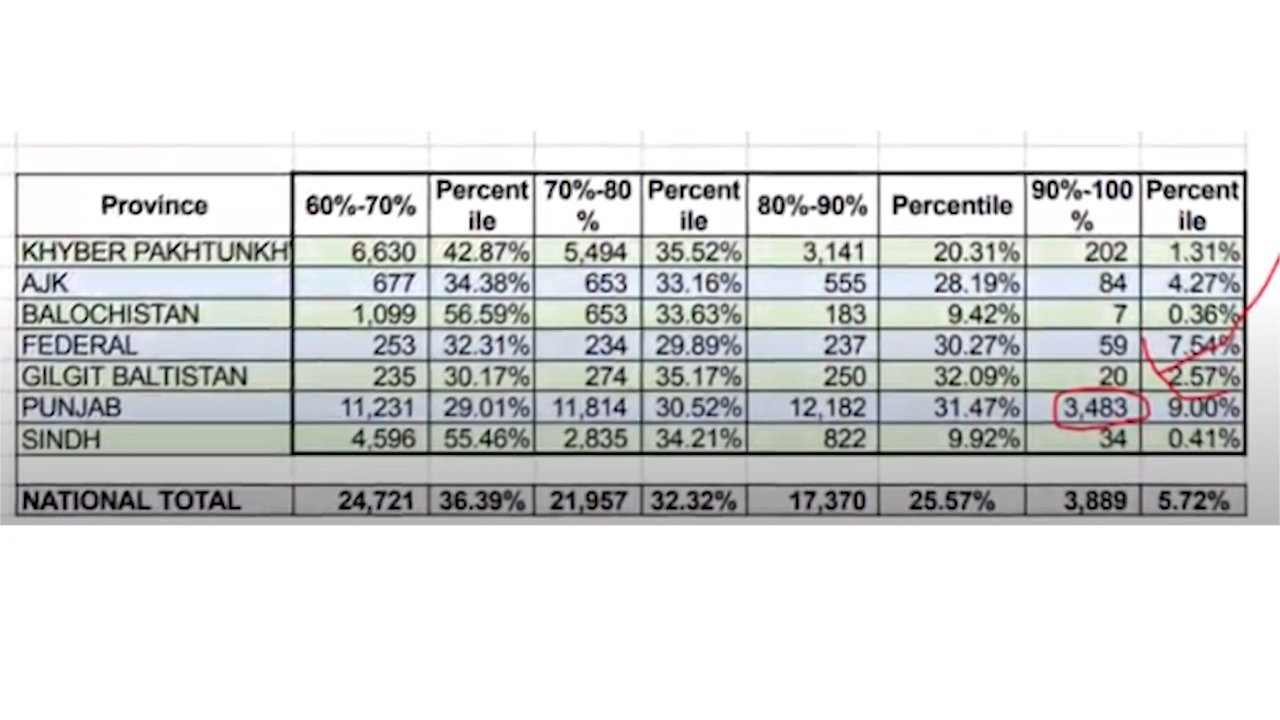 Province 60%-70% Percent ile 70%-80 % Percent ile 80%-90% Percentile 90%-100 % Percent ile
KHYBER PAKHTUNKH 6,630 42.87% 5,494 35.52% 3,141 20.31% 202 1.31%
AJK 677 34.38% 653 33.16% 555 28.19% 84 4.27%
BALOCHISTAN 1,099 56.59% 653 33.63% 183 9.42% 7 0.36%
FEDERAL 253 32.31% 234 29.89% 237 30.27% 59 7.54%
GILGIT BALTISTAN 235 30.17% 274 35.17% 250 32.09% 20 2.57%
PUNJAB 11,231 29.01% 11,814 30.52% 12,182 31.47% 3,483 9.00%
SINDH 4,596 55.46% 2,835 34.21% 822 9.92% 34 0.41%
NATIONAL TOTAL 24,721 36.39% 21,957 32.32% 17,370 25.57% 3,889 5.72%